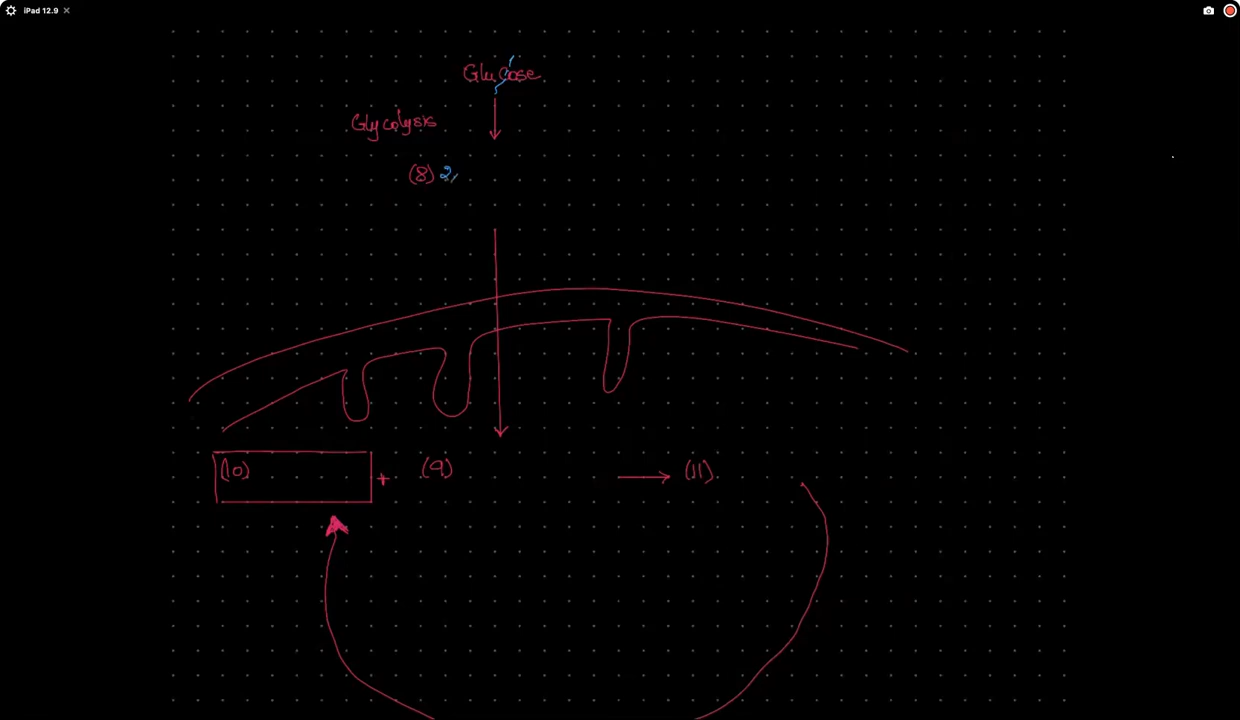 iPad 12.9
Glucose
Glycolysis
(8) 2
(10) + (9) → (11)